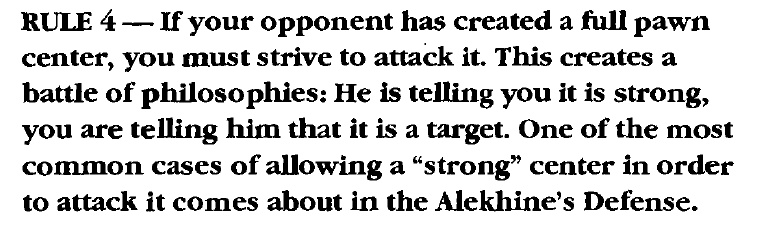 RULE 4 — If your opponent has created a full pawn
center, you must strive to attack it. This creates a
battle of philosophies: He is telling you it is strong,
you are telling him that it is a target. One of the most
common cases of allowing a “strong” center in order
to attack it comes about in the Alekhine’s Defense.